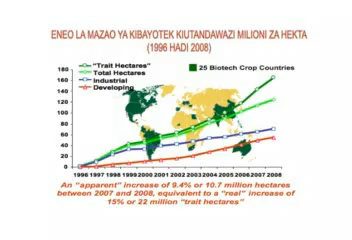 ENEO LA MAZAO YA KIBAYOTEK KIUTANDAWAZI MILIONI ZA HEKTA
(1996 HADI 2008)
180
160
140
120
100
80
60
40
20
0
"Trait Hectares"
Total Hectares
Industrial
Developing
25 Biotech Crop Countries
1996 1997 1998 1999 2000 2001 2002 2003 2004 2005 2006 2007 2008
An "apparent" increase of 9.4% or 10.7 million hectares
between 2007 and 2008, equivalent to a "real" increase of
15% or 22 million "trait hectares"